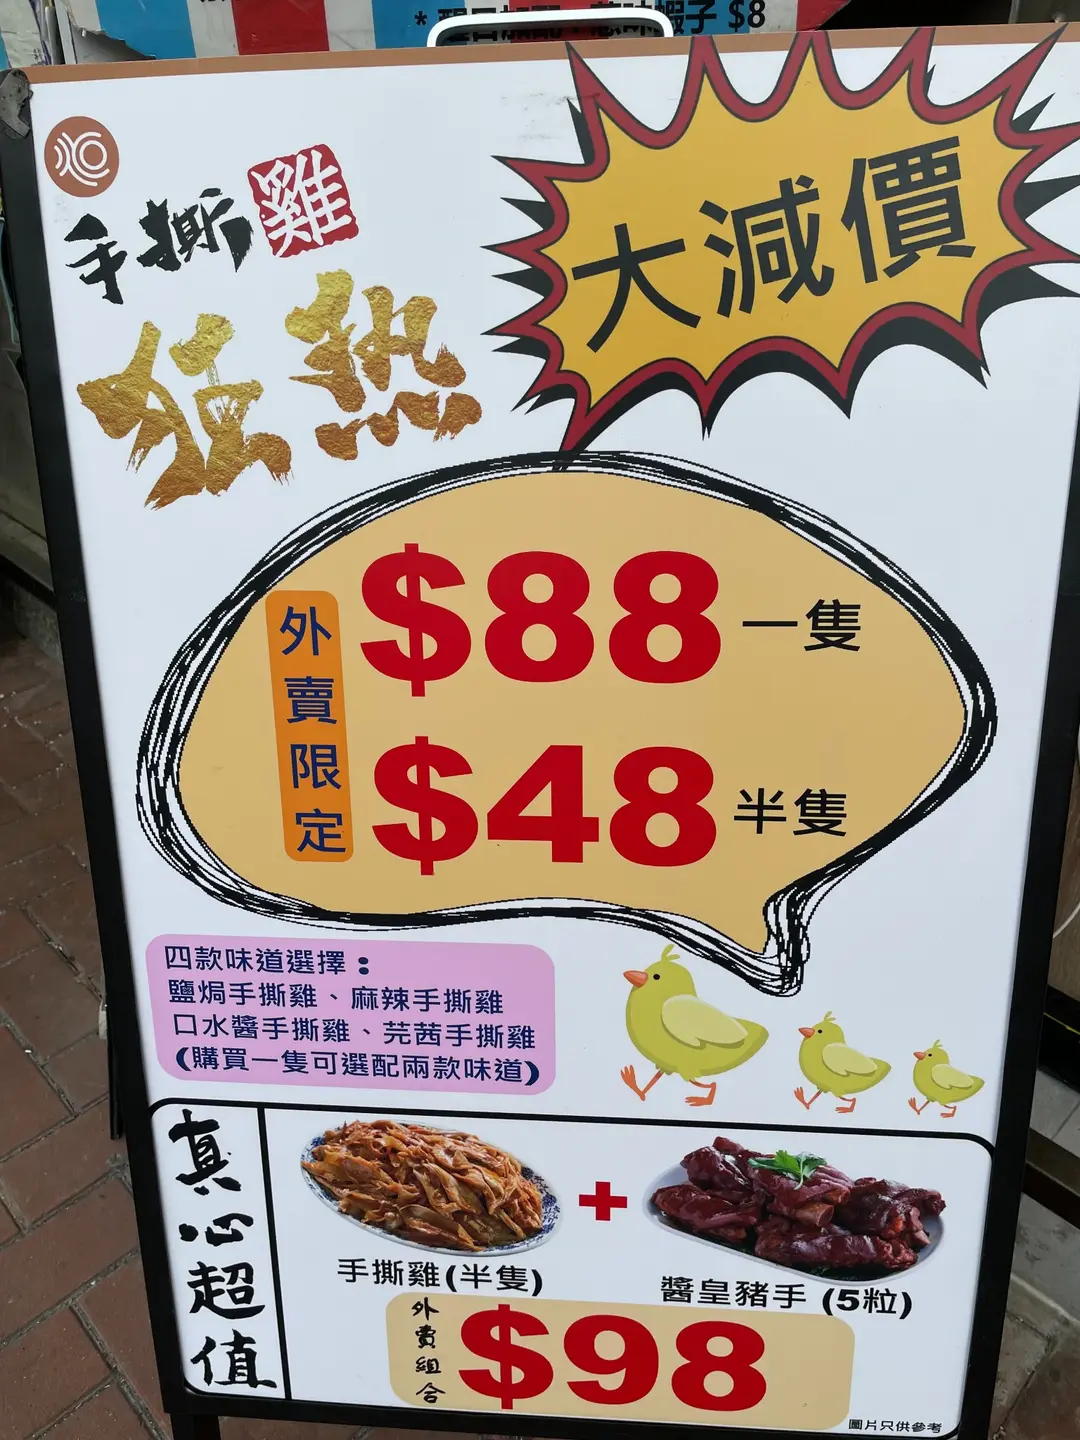 蝦子 $8
手撕雞
狂熱
大減價
外賣限定
$88 一隻
$48 半隻
四款味道選擇：
鹽焗手撕雞、麻辣手撕雞
口水醬手撕雞、芫茜手撕雞
(購買一隻可選配兩款味道)
真心超值
手撕雞(半隻)
+
醬皇豬手 (5粒)
外賣組合
$98
圖片只供參考